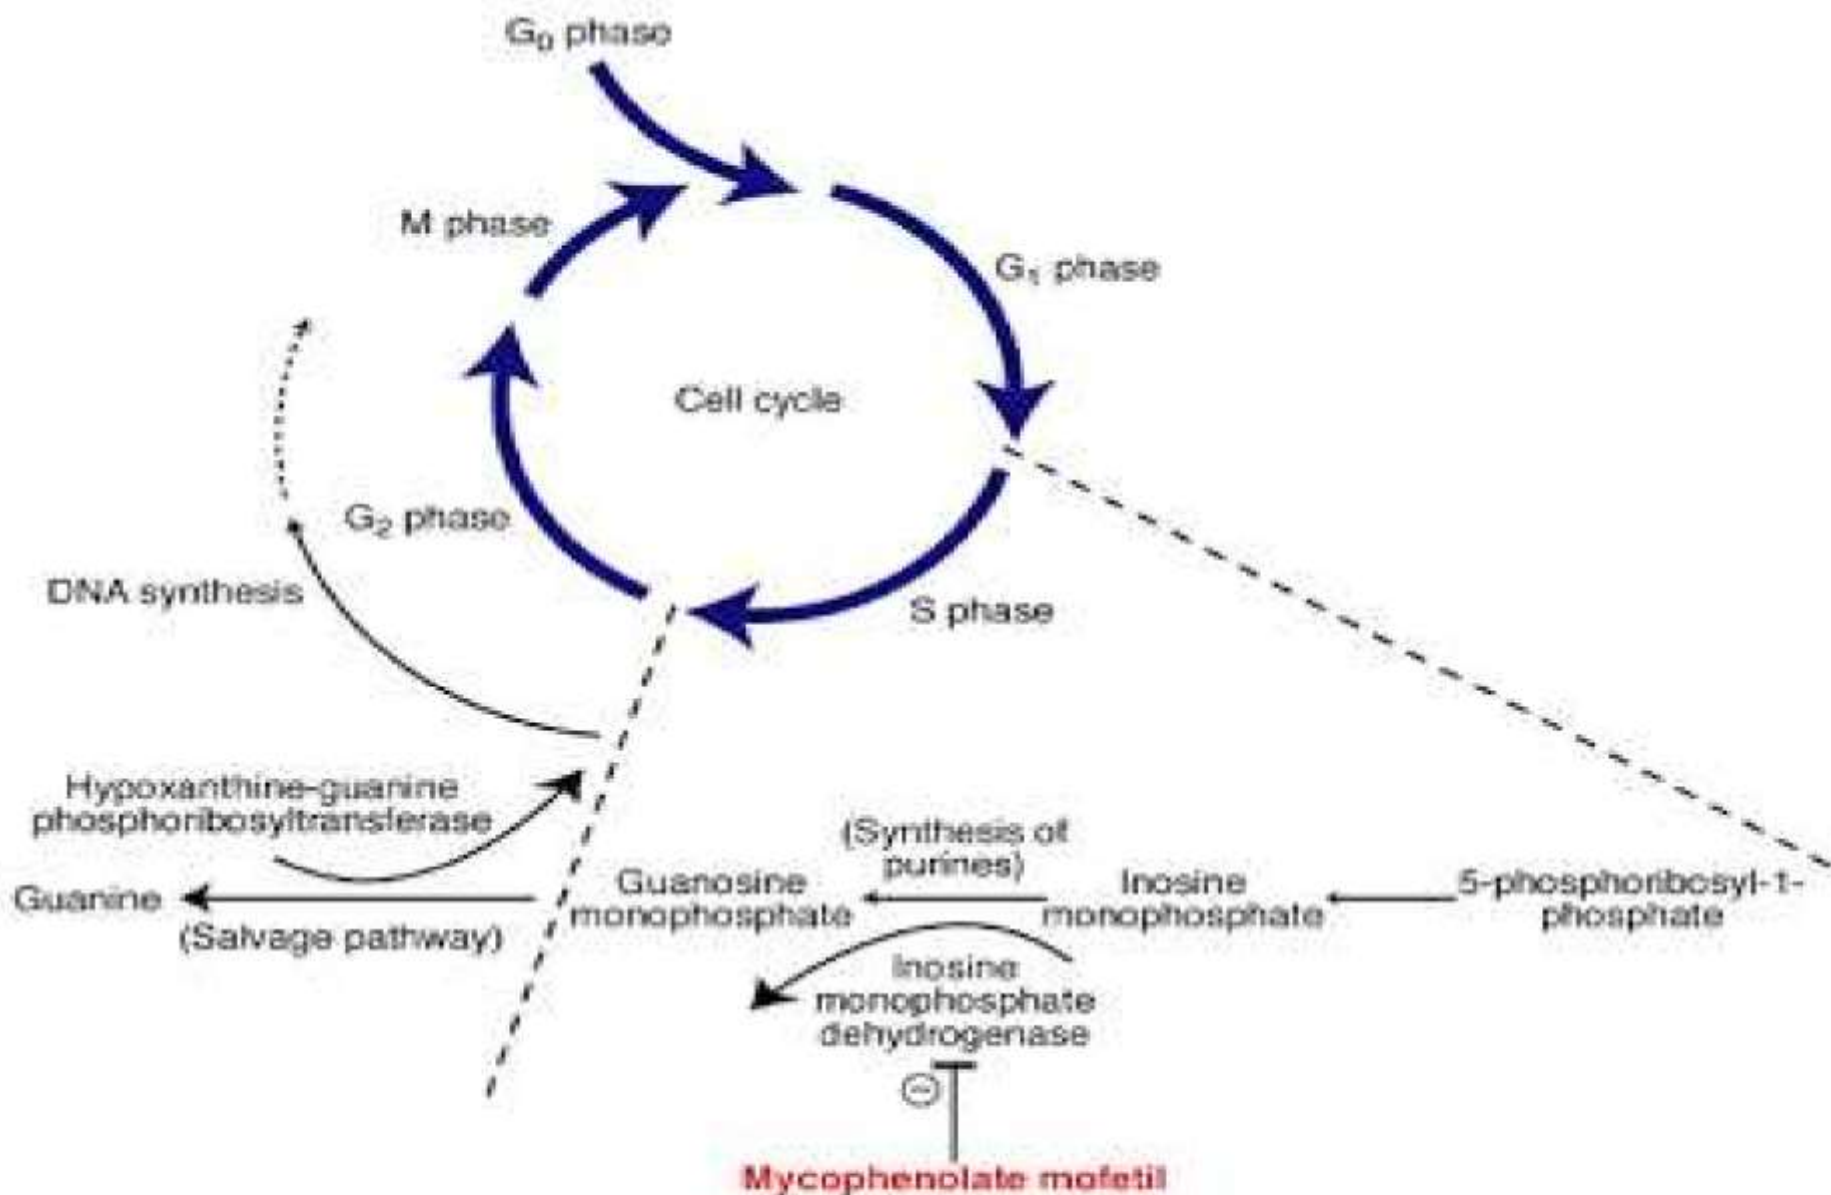 G₀ phase
M phase
G₁ phase
Cell cycle
G₂ phase
DNA synthesis
S phase
Hypoxanthine-guanine
phosphoribosyltransferase
(Synthesis of
purines)
Guanine
(Salvage pathway)
Guanosine
monophosphate
Inosine
monophosphate
5-phosphoribosyl-1-
phosphate
Inosine
monophosphate
dehydrogenase
(−)
Mycophenolate mofetil